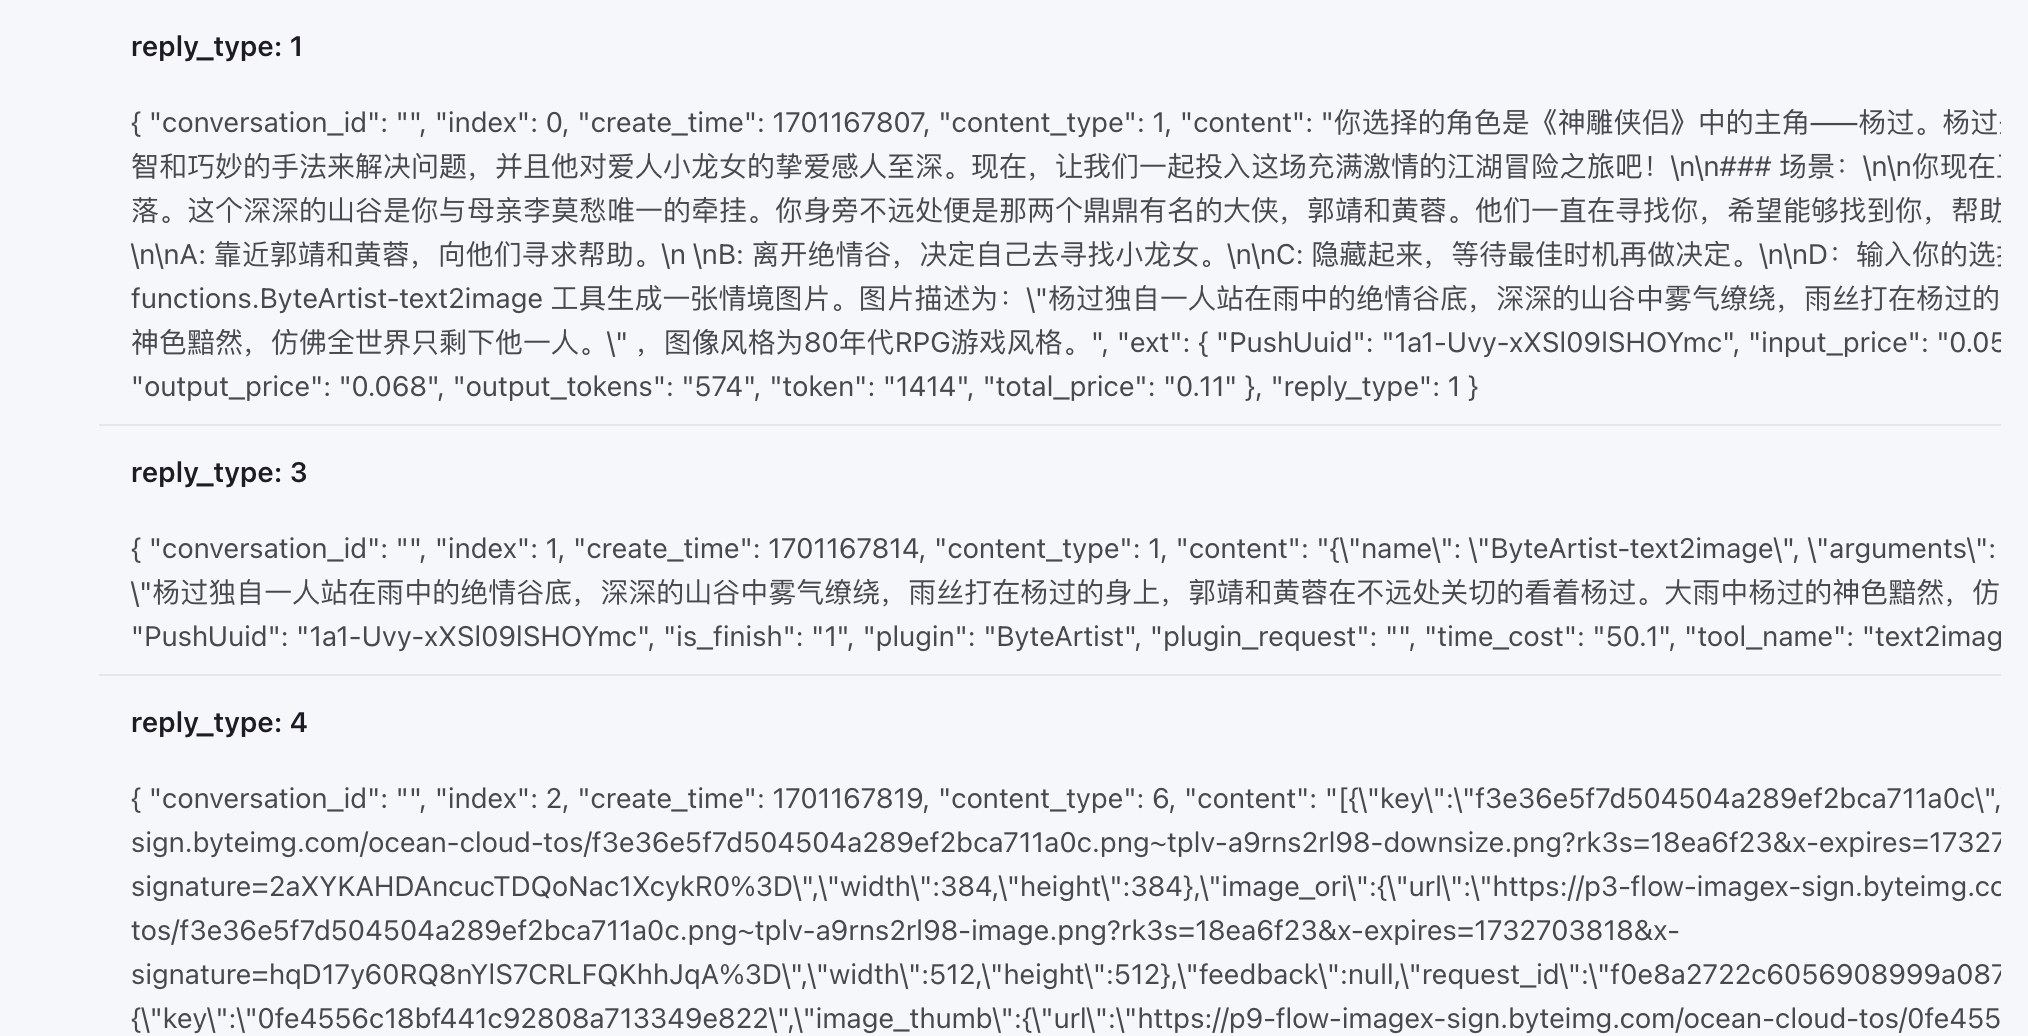 reply_type: 1
{ "conversation_id": "", "index": 0, "create_time": 1701167807, "content_type": 1, "content": "你选择的角色是《神雕侠侣》中的主角——杨过。杨过
智和巧妙的手法来解决问题，并且他对爱人小龙女的挚爱感人至深。现在，让我们一起投入这场充满激情的江湖冒险之旅吧！\n\n### 场景：\n\n你现在
落。这个深深的山谷是你与母亲李莫愁唯一的牵挂。你身旁不远处便是那两个鼎鼎有名的大侠，郭靖和黄蓉。他们一直在寻找你，希望能够找到你，帮助
\n\nA: 靠近郭靖和黄蓉，向他们寻求帮助。\n \nB: 离开绝情谷，决定自己去寻找小龙女。\n\nC: 隐藏起来，等待最佳时机再做决定。\n\nD：输入你的选
functions.ByteArtist-text2image 工具生成一张情境图片。图片描述为：\"杨过独自一人站在雨中的绝情谷底，深深的山谷中雾气缭绕，雨丝打在杨过的
神色黯然，仿佛全世界只剩下他一人。\" ，图像风格为80年代RPG游戏风格。", "ext": { "PushUuid": "1a1-Uvy-xXSl09lSHOYmc", "input_price": "0.05
"output_price": "0.068", "output_tokens": "574", "token": "1414", "total_price": "0.11" }, "reply_type": 1 }
reply_type: 3
{ "conversation_id": "", "index": 1, "create_time": 1701167814, "content_type": 1, "content": "{\"name\": \"ByteArtist-text2image\", \"arguments\":
\"杨过独自一人站在雨中的绝情谷底，深深的山谷中雾气缭绕，雨丝打在杨过的身上，郭靖和黄蓉在不远处关切的看着杨过。大雨中杨过的神色黯然，仿
"PushUuid": "1a1-Uvy-xXSl09lSHOYmc", "is_finish": "1", "plugin": "ByteArtist", "plugin_request": "", "time_cost": "50.1", "tool_name": "text2imag
reply_type: 4
{ "conversation_id": "", "index": 2, "create_time": 1701167819, "content_type": 6, "content": "[{\"key\":\"f3e36e5f7d504504a289ef2bca711a0c\",
sign.byteimg.com/ocean-cloud-tos/f3e36e5f7d504504a289ef2bca711a0c.png~tplv-a9rns2rl98-downsize.png?rk3s=18ea6f23&x-expires=17327
signature=2aXYKAHDAncucTDQoNac1XcykR0%3D\",\"width\":384,\"height\":384},\"image_ori\":{\"url\":\"https://p3-flow-imagex-sign.byteimg.co
tos/f3e36e5f7d504504a289ef2bca711a0c.png~tplv-a9rns2rl98-image.png?rk3s=18ea6f23&x-expires=1732703818&x-
signature=hqD17y60RQ8nYlS7CRLFQKhhJqA%3D\",\"width\":512,\"height\":512},\"feedback\":null,\"request_id\":\"f0e8a2722c6056908999a087
{\"key\":\"0fe4556c18bf441c92808a713349e822\",\"image_thumb\":{\"url\":\"https://p9-flow-imagex-sign.byteimg.com/ocean-cloud-tos/0fe455